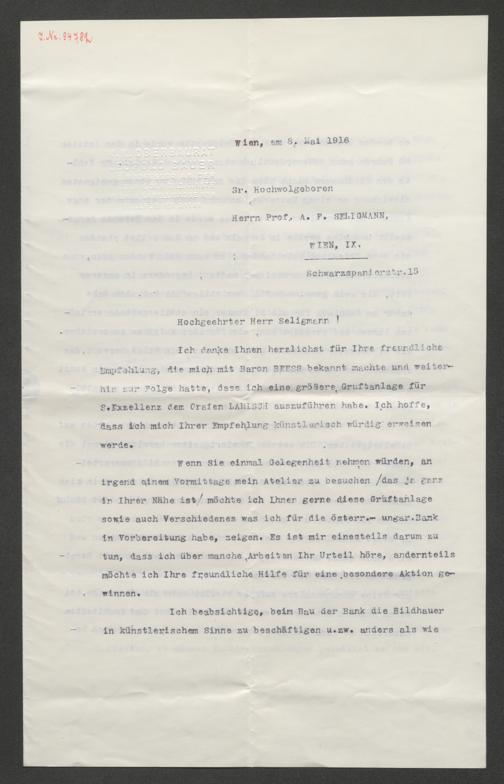 J.Nr. 94782
OBERBAURAT
LEOPOLD BAUER
Wien, am 8. Mai 1916
Sr. Hochwolgeboren
Herrn Prof. A. F. SELIGMANN,
WIEN, IX.
Schwarzspanierstr.15
Hochgeehrter Herr Seligmann !
Ich danke Ihnen herzlichst für Ihre freundliche
Empfehlung, die mich mit Baron BEESS bekannt machte und weiter-
hin zur Folge hatte, dass ich eine größere Gruftanlage für
S.Exzellenz dem Grafen LARISCH auszuführen habe. Ich hoffe,
dass ich mich Ihrer Empfehlung künstlerisch würdig erweisen
werde.
Wenn Sie einmal Gelegenheit nehmen würden, an
irgend einem Vormittage mein Atelier zu besuchen /das ja ganz
in Ihrer Nähe ist/ möchte ich Ihnen gerne diese Gruftanlage
sowie auch Verschiedenes was ich für die österr.- ungar.Bank
in Vorbereitung habe, zeigen. Es ist mir einesteils darum zu
tun, dass ich über manche Arbeiten Ihr Urteil höre, andernteils
möchte ich Ihre freundliche Hilfe für eine besondere Aktion ge-
winnen.
Ich beabsichtige, beim Bau der Bank die Bildhauer
in künstlerischem Sinne zu beschäftigen u.zw. anders als wie